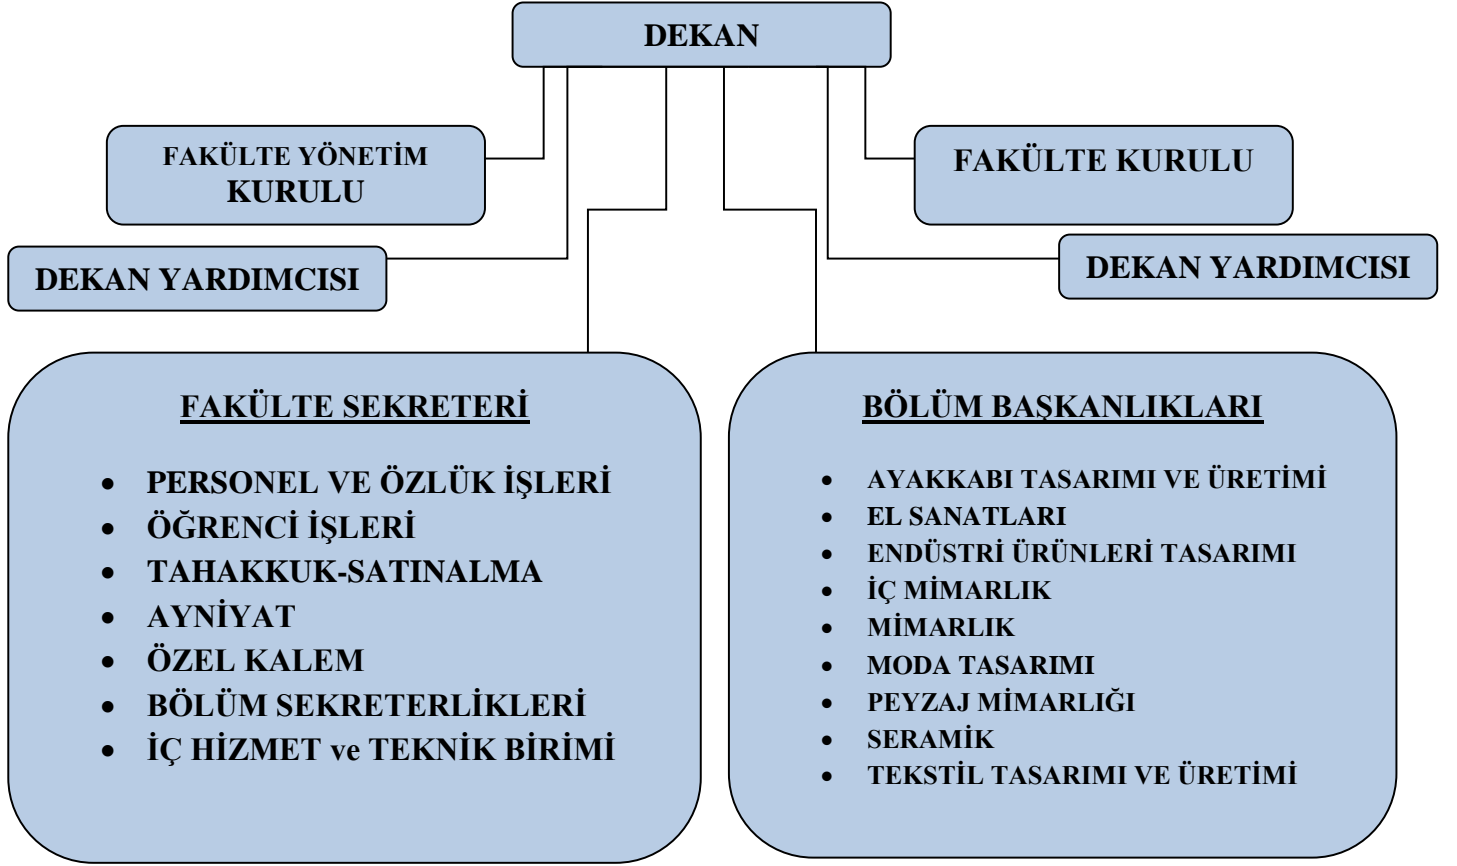 DEKAN
FAKÜLTE YÖNETİM
KURULU
FAKÜLTE KURULU
DEKAN YARDIMCISI
DEKAN YARDIMCISI
FAKÜLTE SEKRETERİ
• PERSONEL VE ÖZLÜK İŞLERİ
• ÖĞRENCİ İŞLERİ
• TAHAKKUK-SATINALMA
• AYNİYAT
• ÖZEL KALEM
• BÖLÜM SEKRETERLİKLERİ
• İÇ HİZMET ve TEKNİK BİRİMİ
BÖLÜM BAŞKANLIKLARI
• AYAKKABI TASARIMI VE ÜRETİMİ
• EL SANATLARI
• ENDÜSTRİ ÜRÜNLERİ TASARIMI
• İÇ MİMARLIK
• MİMARLIK
• MODA TASARIMI
• PEYZAJ MİMARLIĞI
• SERAMİK
• TEKSTİL TASARIMI VE ÜRETİMİ